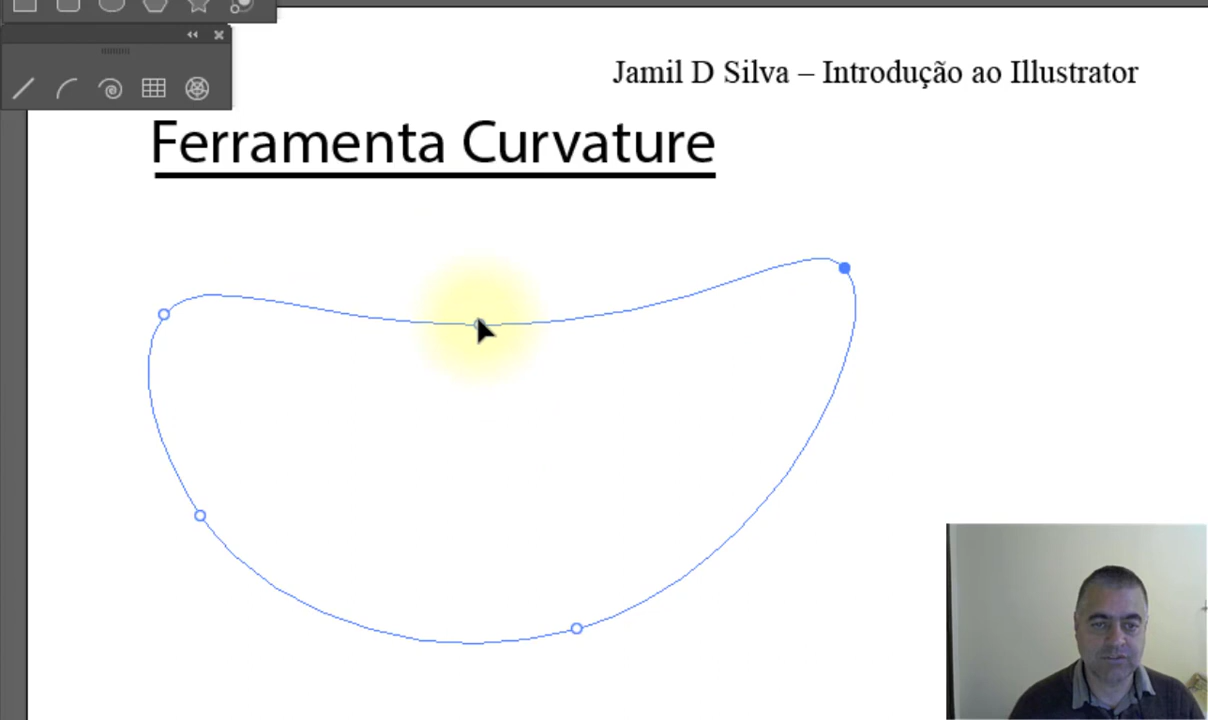 Jamil D Silva – Introdução ao Illustrator
Ferramenta Curvature